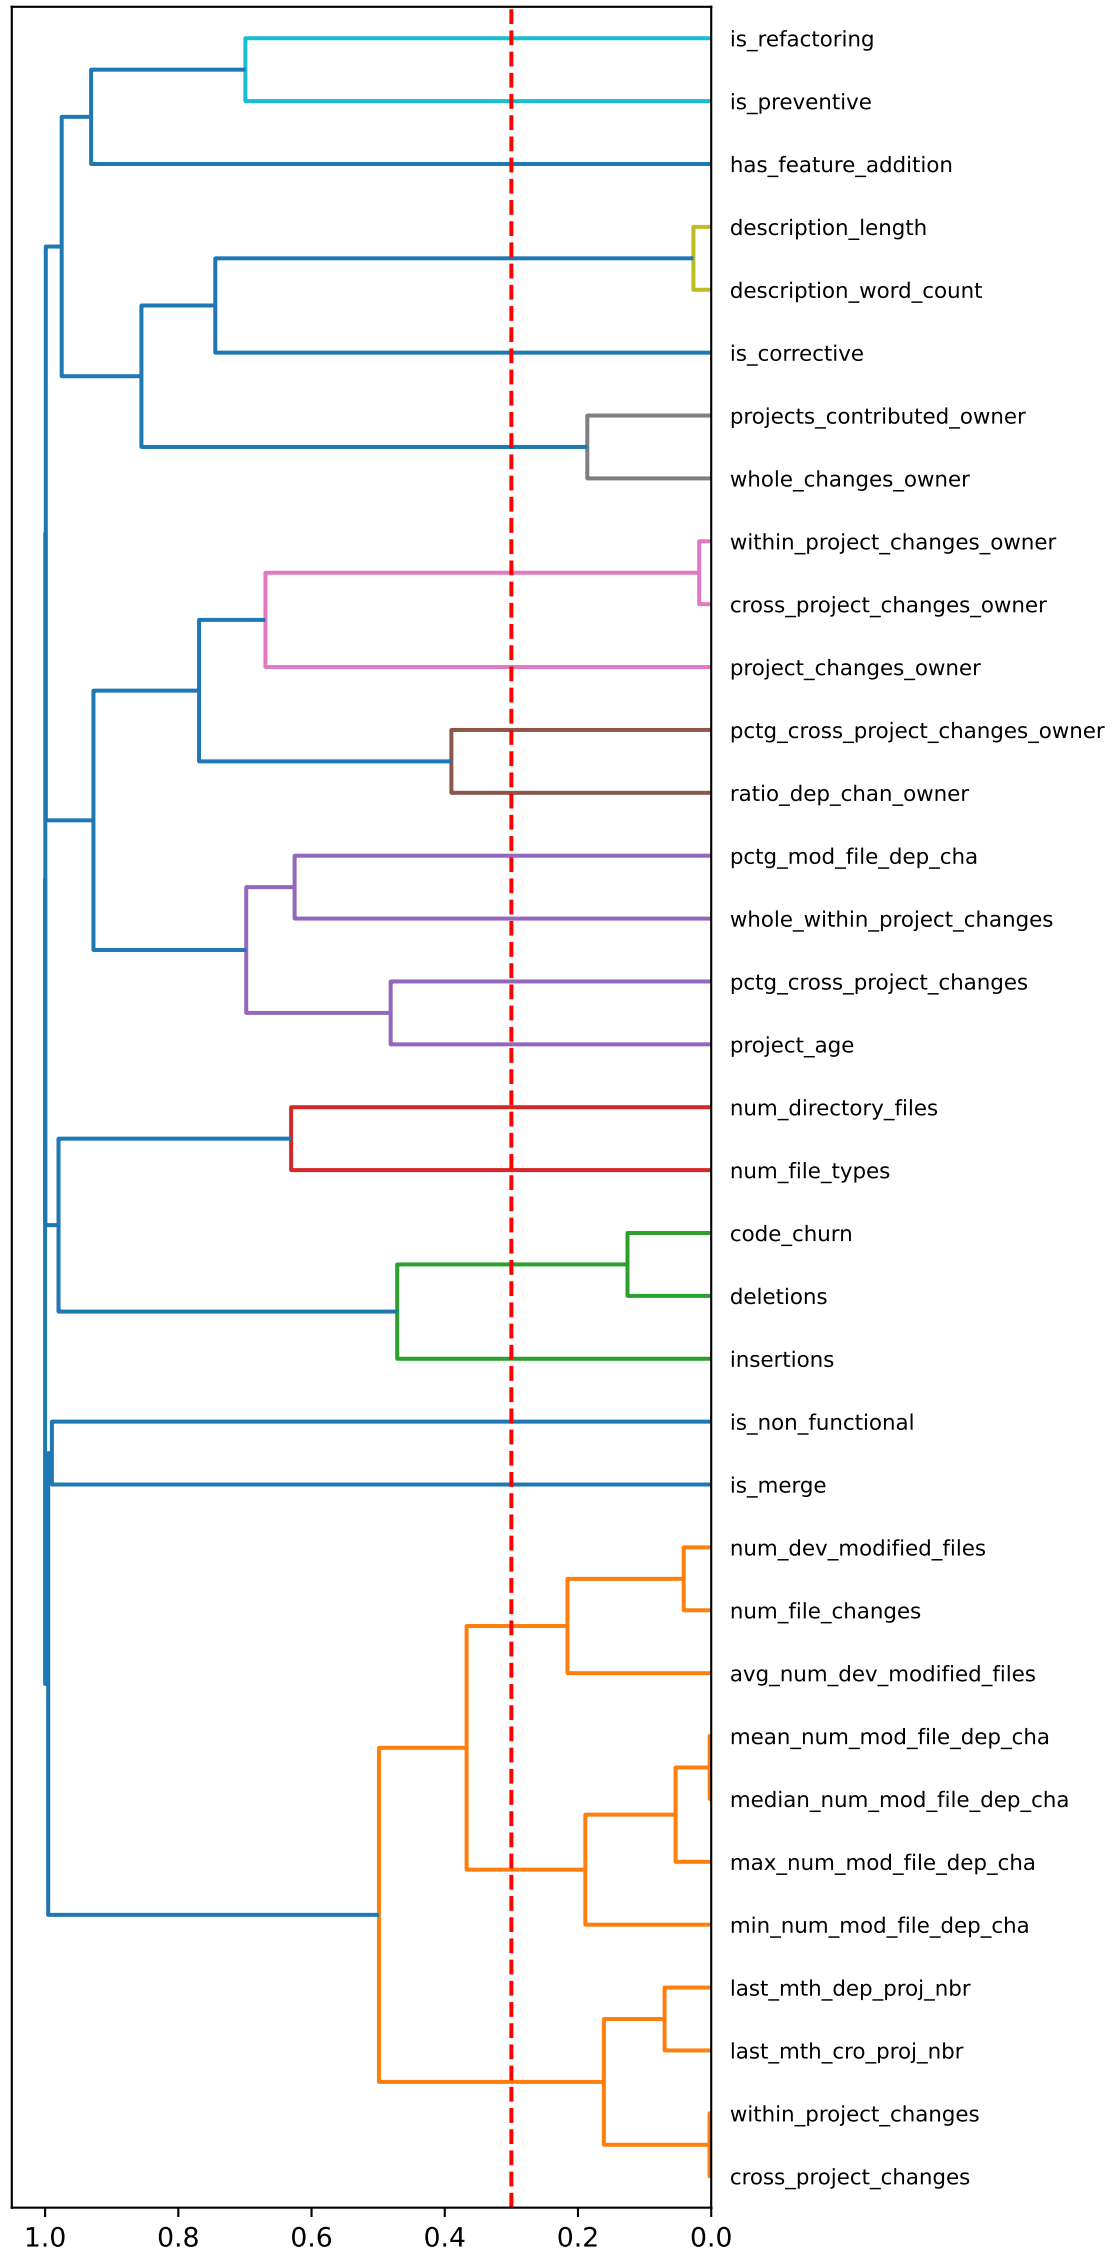 is_refactoring
is_preventive
has_feature_addition
description_length
description_word_count
is_corrective
projects_contributed_owner
whole_changes_owner
within_project_changes_owner
cross_project_changes_owner
project_changes_owner
pctg_cross_project_changes_owner
ratio_dep_chan_owner
pctg_mod_file_dep_cha
whole_within_project_changes
pctg_cross_project_changes
project_age
num_directory_files
num_file_types
code_churn
deletions
insertions
is_non_functional
is_merge
num_dev_modified_files
num_file_changes
avg_num_dev_modified_files
mean_num_mod_file_dep_cha
median_num_mod_file_dep_cha
max_num_mod_file_dep_cha
min_num_mod_file_dep_cha
last_mth_dep_proj_nbr
last_mth_cro_proj_nbr
within_project_changes
cross_project_changes
1.0 0.8 0.6 0.4 0.2 0.0